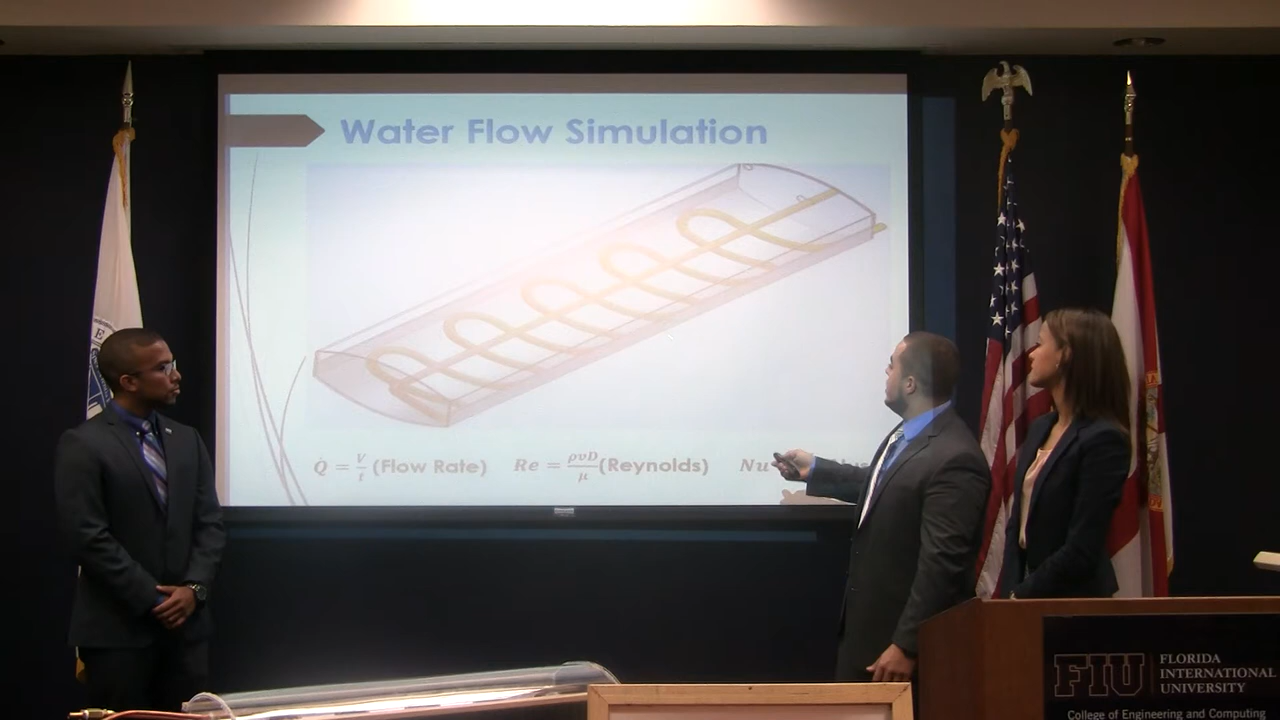 Water Flow Simulation
Q̇ = V/t (Flow Rate) Re = ρvD/μ (Reynolds) Nu
FIU FLORIDA
INTERNATIONAL
UNIVERSITY
College of Engineering and Computing